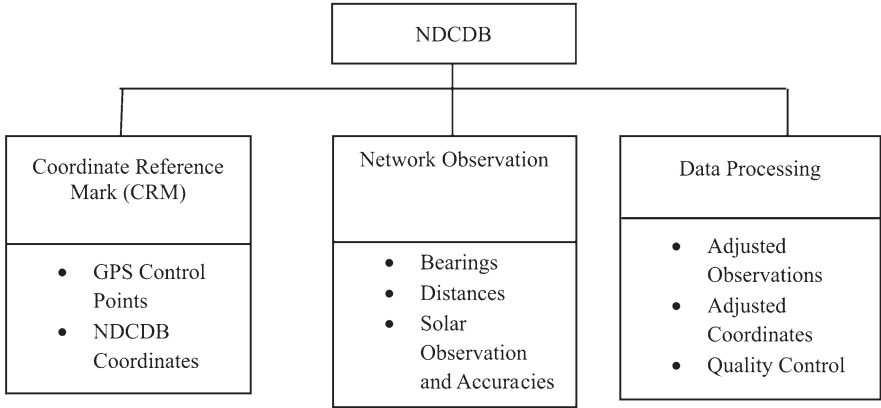 NDCDB
Coordinate Reference
Mark (CRM)
• GPS Control
Points
• NDCDB
Coordinates
Network Observation
• Bearings
• Distances
• Solar
Observation
and Accuracies
Data Processing
• Adjusted
Observations
• Adjusted
Coordinates
• Quality Control